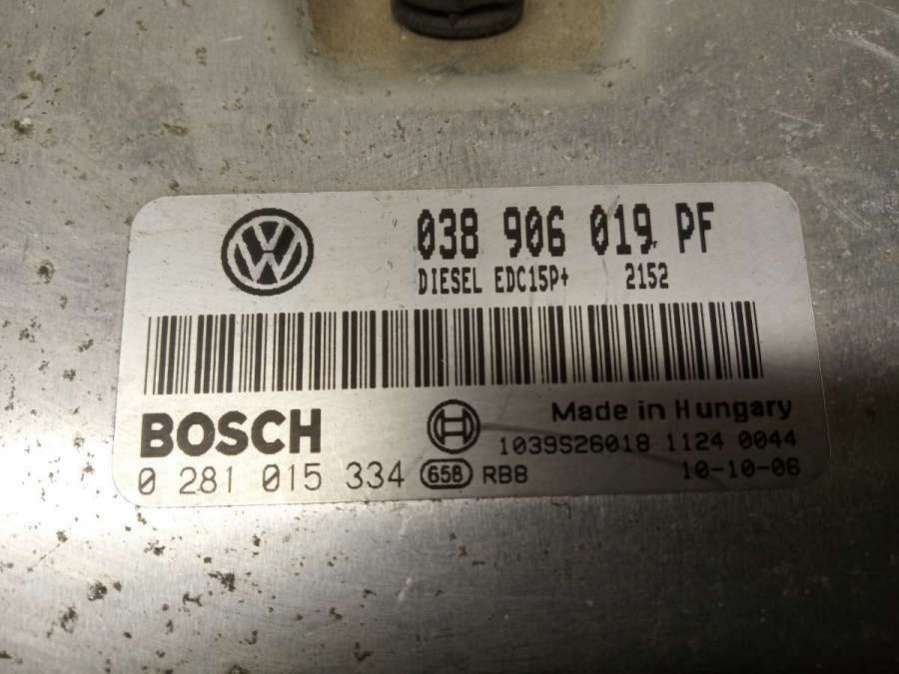 038 906 019 PF
DIESEL EDC15P+ 2152
BOSCH
Made in Hungary
1039S26018 1124 0044
0 281 015 334 658 RB8 10-10-06